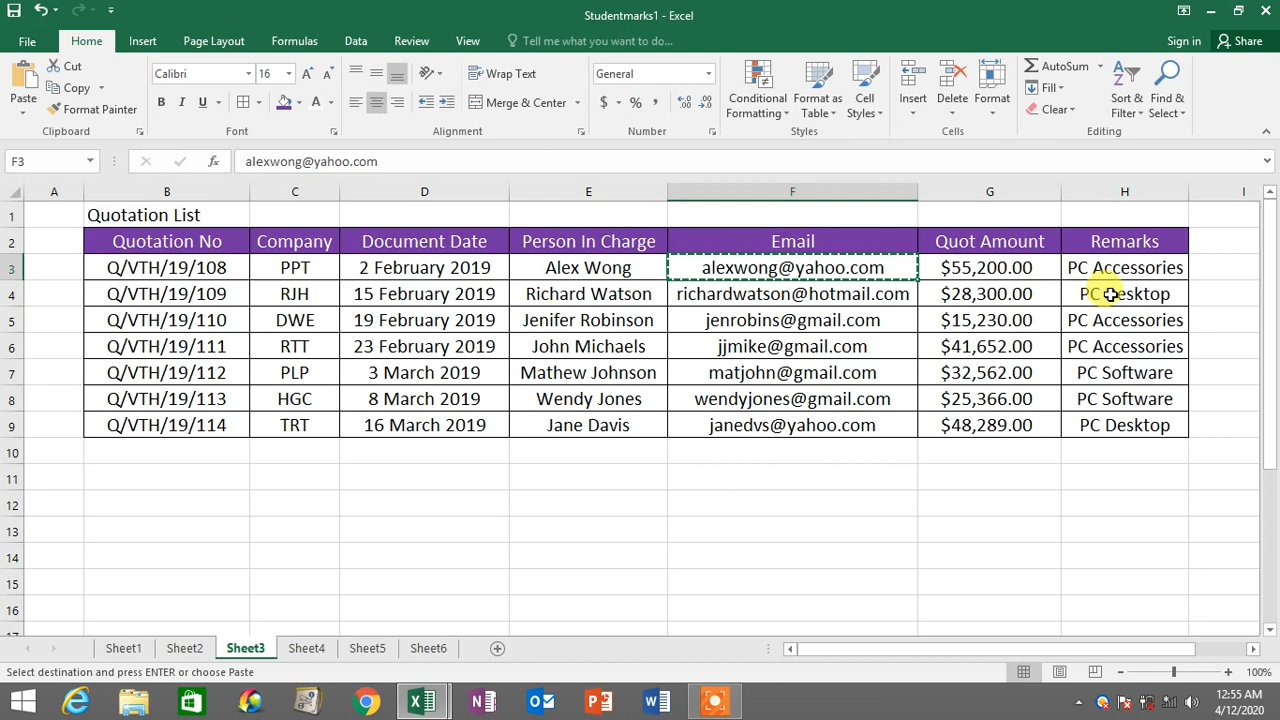 Studentmarks1 - Excel
File Home Insert Page Layout Formulas Data Review View Tell me what you want to do... Sign in Share
Paste Cut Copy Format Painter Clipboard
Calibri 16 A A B I U A Font
Wrap Text Merge & Center Alignment
General $ % , Number
Conditional Formatting Format as Table Cell Styles Styles
Insert Delete Format Cells
AutoSum Fill Clear Sort & Filter Find & Select Editing
F3 fx alexwong@yahoo.com
A B C D E F G H I
1 Quotation List
2 Quotation No Company Document Date Person In Charge Email Quot Amount Remarks
3 Q/VTH/19/108 PPT 2 February 2019 Alex Wong alexwong@yahoo.com $55,200.00 PC Accessories
4 Q/VTH/19/109 RJH 15 February 2019 Richard Watson richardwatson@hotmail.com $28,300.00 PC Desktop
5 Q/VTH/19/110 DWE 19 February 2019 Jenifer Robinson jenrobins@gmail.com $15,230.00 PC Accessories
6 Q/VTH/19/111 RTT 23 February 2019 John Michaels jjmike@gmail.com $41,652.00 PC Accessories
7 Q/VTH/19/112 PLP 3 March 2019 Mathew Johnson matjohn@gmail.com $32,562.00 PC Software
8 Q/VTH/19/113 HGC 8 March 2019 Wendy Jones wendyjones@gmail.com $25,366.00 PC Software
9 Q/VTH/19/114 TRT 16 March 2019 Jane Davis janedvs@yahoo.com $48,289.00 PC Desktop
10
11
12
13
14
15
16
Sheet1 Sheet2 Sheet3 Sheet4 Sheet5 Sheet6
Select destination and press ENTER or choose Paste 100%
12:55 AM
4/12/2020